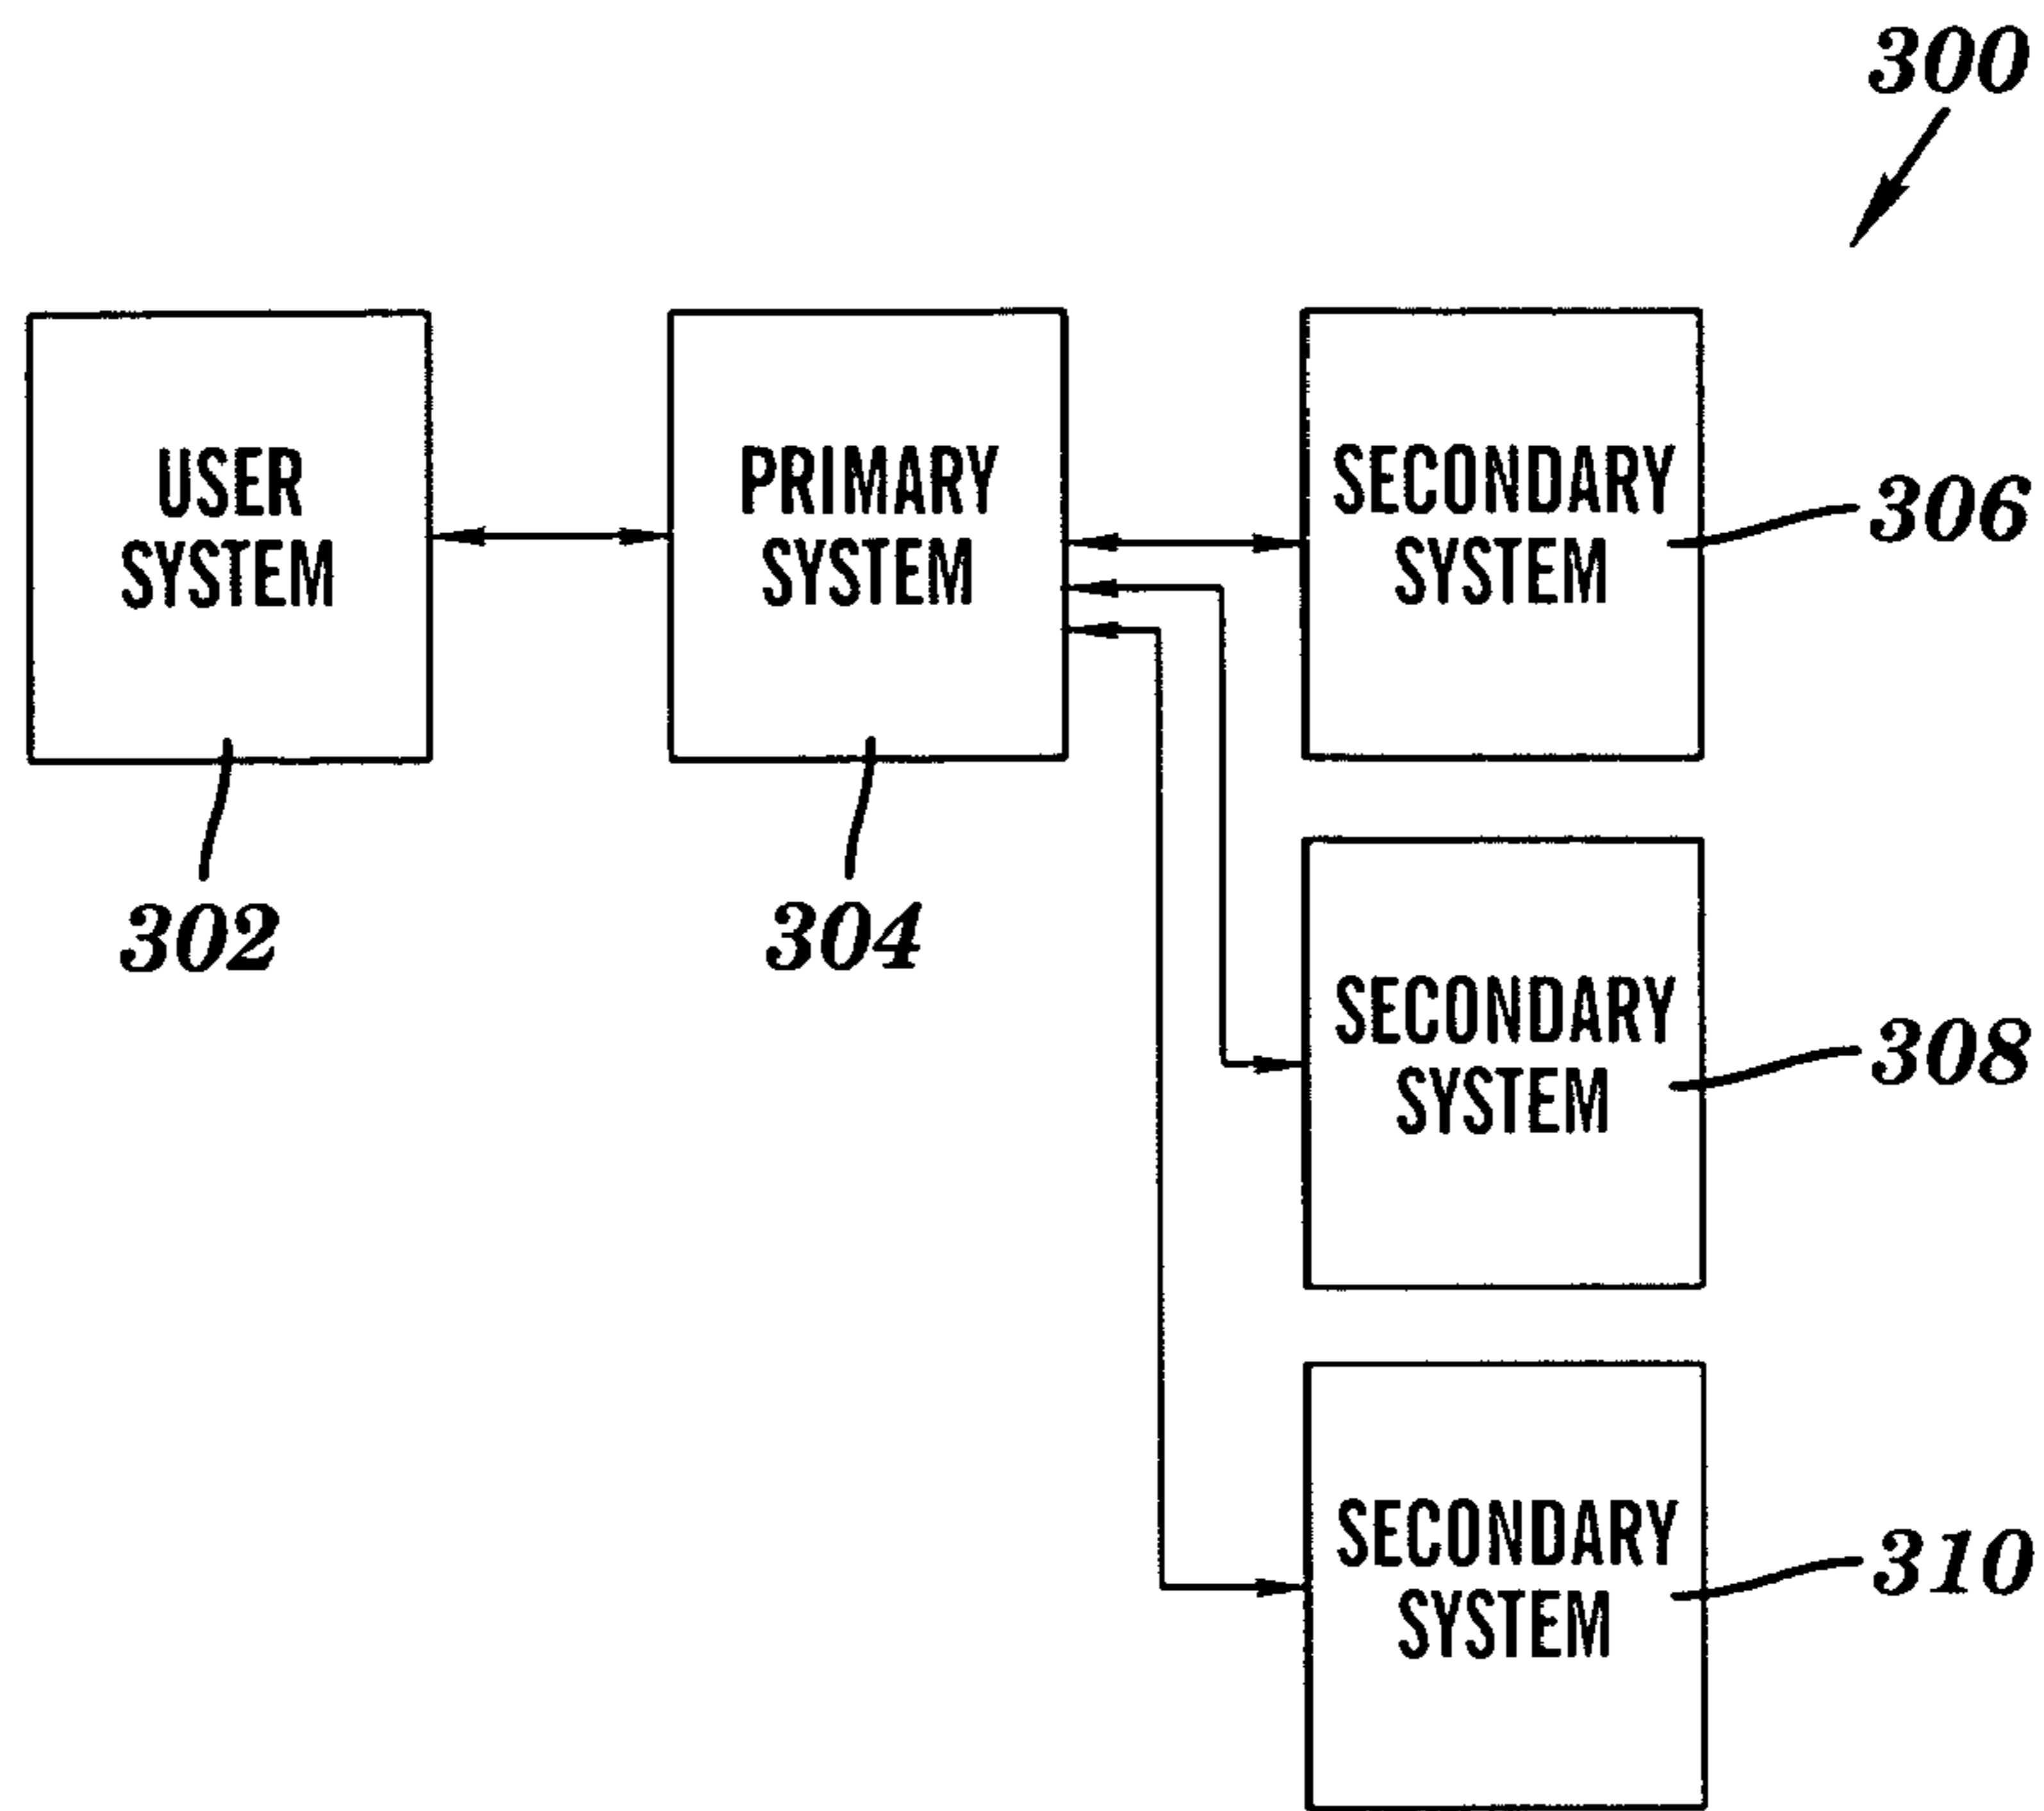 300
USER
SYSTEM
302
PRIMARY
SYSTEM
304
SECONDARY
SYSTEM
306
SECONDARY
SYSTEM
308
SECONDARY
SYSTEM
310